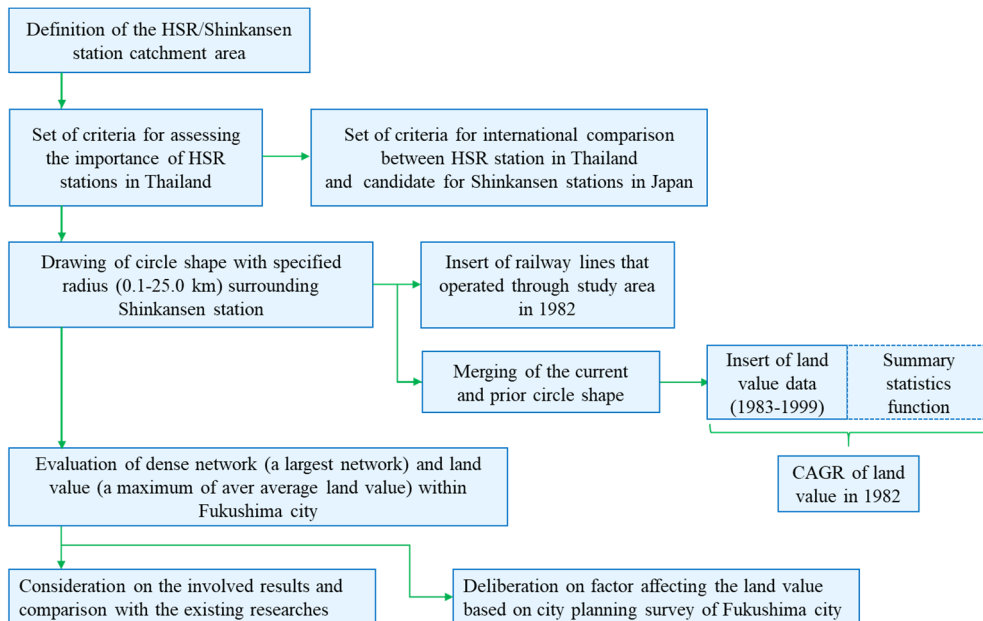 Definition of the HSR/Shinkansen
station catchment area
Set of criteria for assessing
the importance of HSR
stations in Thailand
Set of criteria for international comparison
between HSR station in Thailand
and candidate for Shinkansen stations in Japan
Drawing of circle shape with specified
radius (0.1-25.0 km) surrounding
Shinkansen station
Insert of railway lines that
operated through study area
in 1982
Merging of the current
and prior circle shape
Insert of land
value data
(1983-1999)
Summary
statistics
function
CAGR of land
value in 1982
Evaluation of dense network (a largest network) and land
value (a maximum of aver average land value) within
Fukushima city
Consideration on the involved results and
comparison with the existing researches
Deliberation on factor affecting the land value
based on city planning survey of Fukushima city